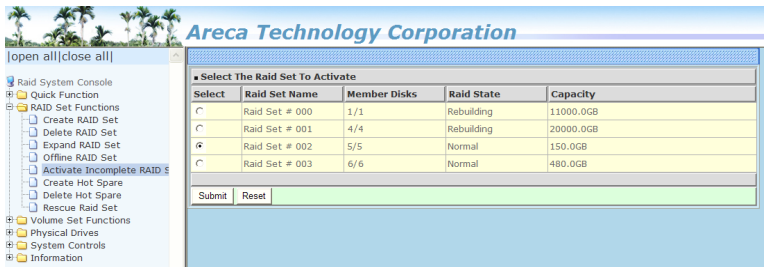 Areca Technology Corporation
|open all|close all|
Raid System Console
Quick Function
RAID Set Functions
Create RAID Set
Delete RAID Set
Expand RAID Set
Offline RAID Set
Activate Incomplete RAID S
Create Hot Spare
Delete Hot Spare
Rescue Raid Set
Volume Set Functions
Physical Drives
System Controls
Information
Select The Raid Set To Activate
Select Raid Set Name Member Disks Raid State Capacity
Raid Set # 000 1/1 Rebuilding 11000.0GB
Raid Set # 001 4/4 Rebuilding 20000.0GB
Raid Set # 002 5/5 Normal 150.0GB
Raid Set # 003 6/6 Normal 480.0GB
Submit Reset